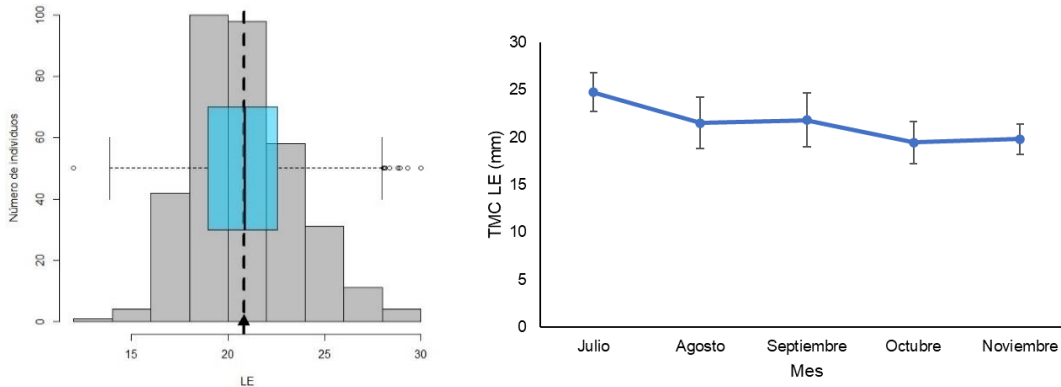 Número de individuos
100
80
60
40
20
0
15
20
25
30
LE
TMC LE (mm)
30
25
20
15
10
5
0
Julio
Agosto
Septiembre
Octubre
Noviembre
Mes